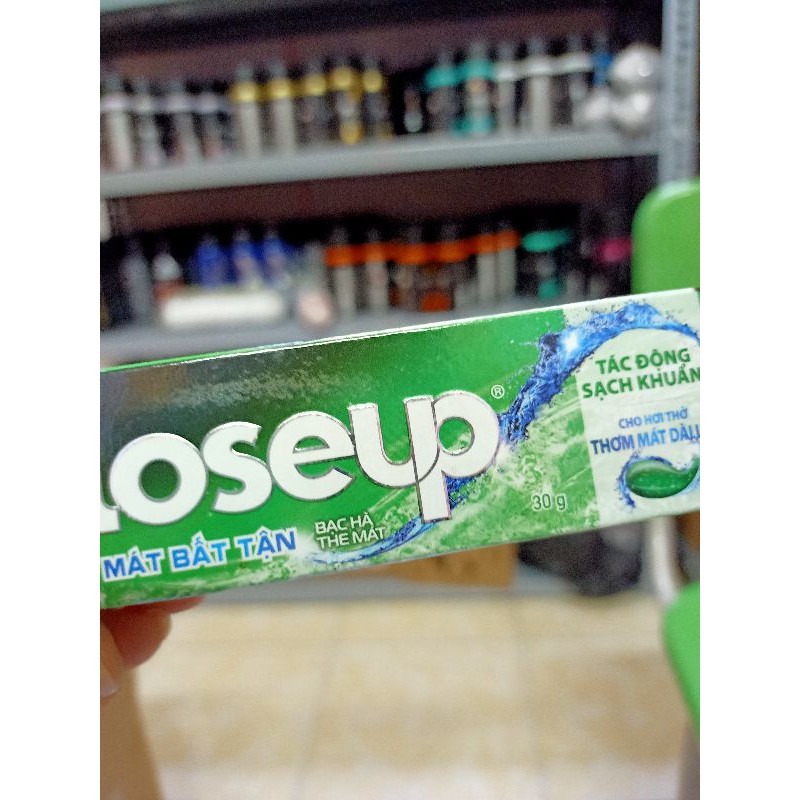 loseup®
MÁT BẤT TẬN
BẠC HÀ
THE MÁT
30 g
TÁC ĐỘNG
SẠCH KHUẨN
CHO HƠI THỞ
THƠM MÁT DÀI